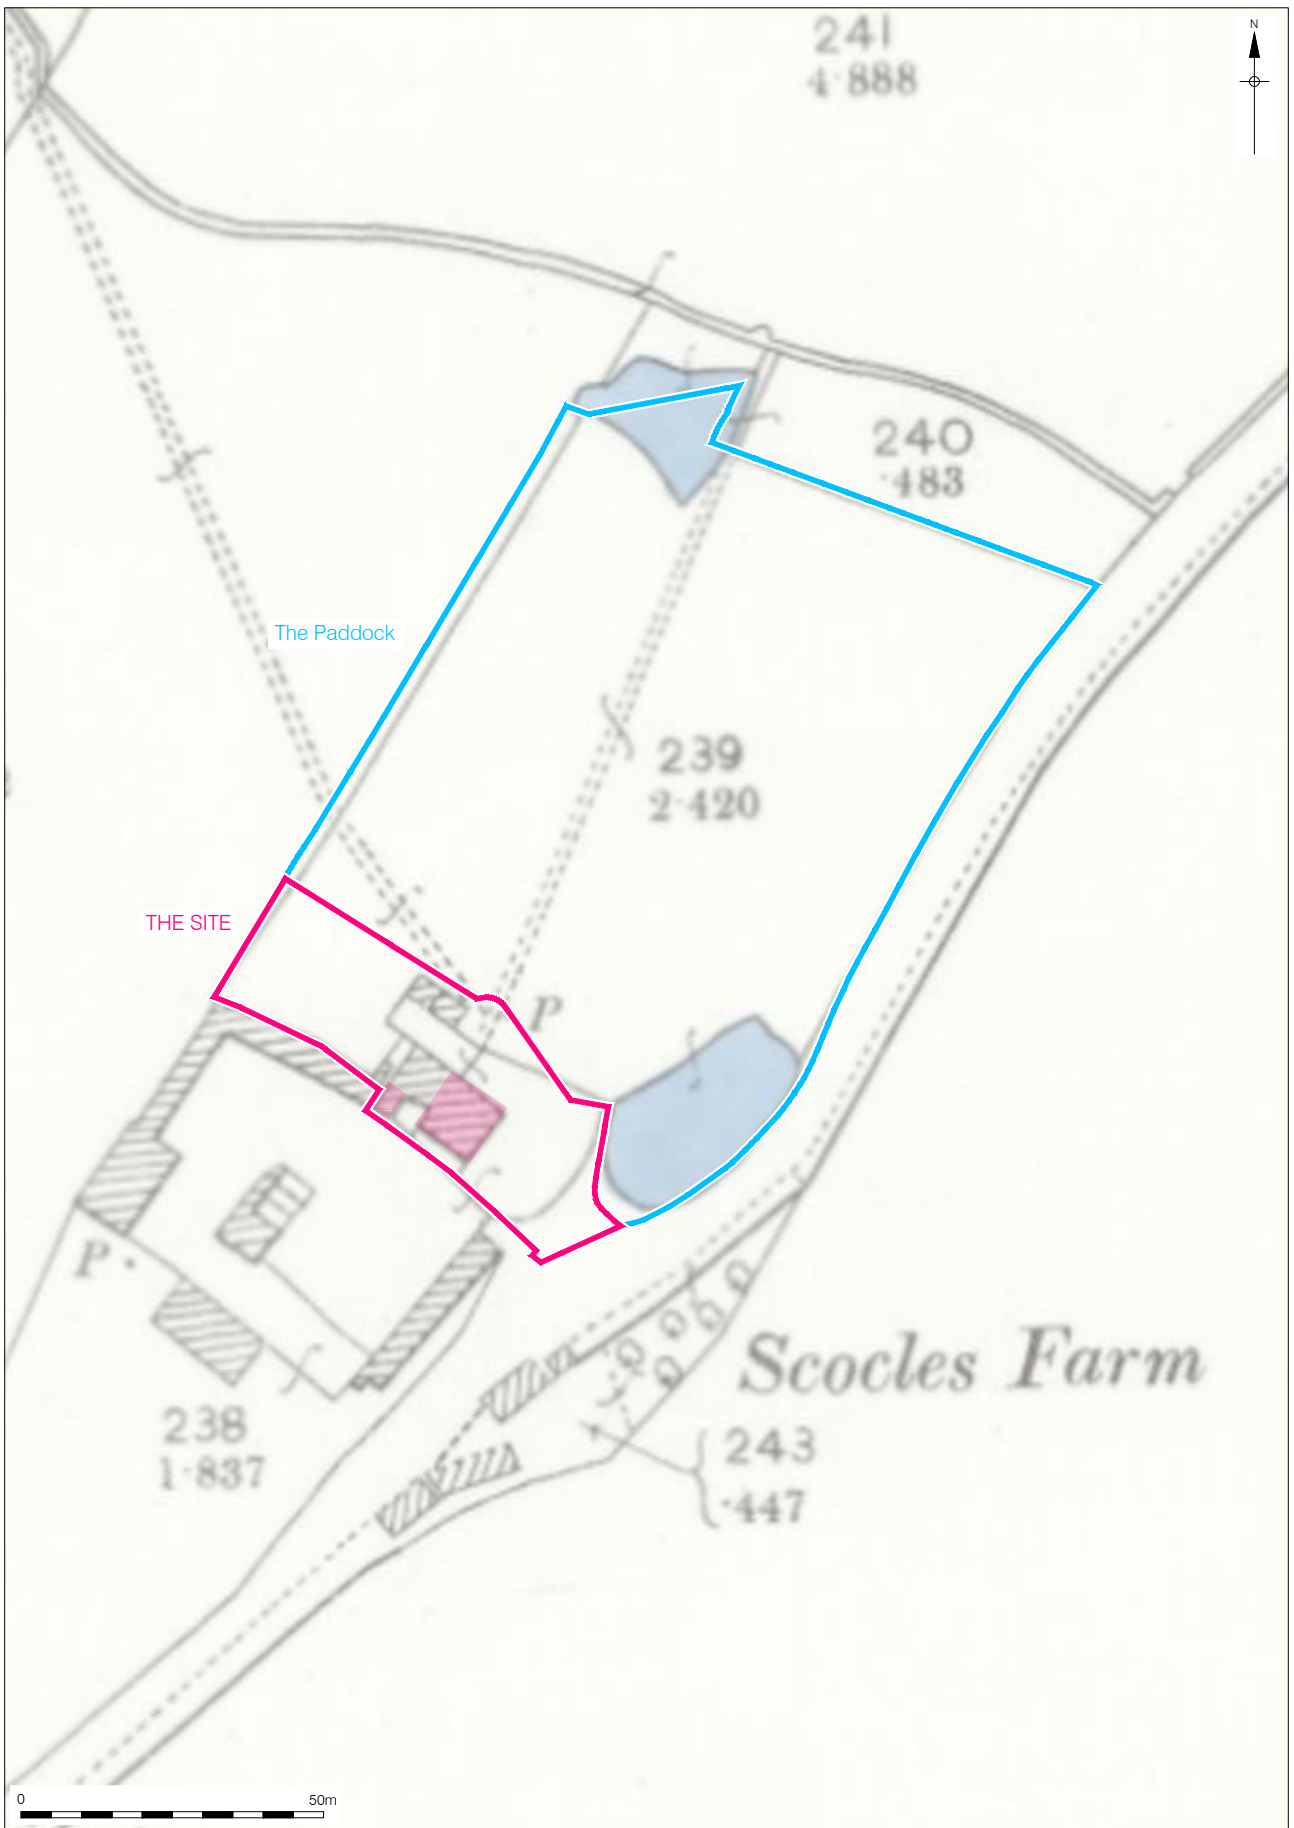 241
4·888
N
240
·483
The Paddock
239
2·420
THE SITE
P
P
Scocles Farm
238
1·837
243
·447
0 50m